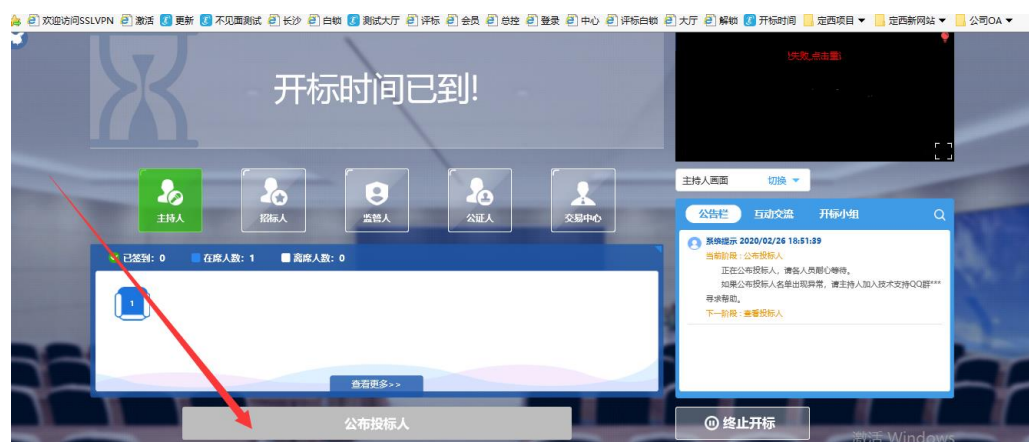 欢迎访问SSLVPN 激活 更新 不见面测试 长沙 白锁 测试大厅 评标 会员 总控 登录 中心 评标白锁 大厅 解锁 开标时间 定西项目 定西新网站 公司OA
开标时间已到!
!失败,点击重!
主持人 招标人 监督人 公证人 交易中心
主持人画面 切换
公告栏 互动交流 开标小组
已签到: 0 在席人数: 1 离席人数: 0
1
系统提示 2020/02/26 18:51:39
当前阶段 : 公布投标人
正在公布投标人, 请各人员耐心等待。
如果公布投标人名单出现异常, 请主持人加入技术支持QQ群***
寻求帮助。
下一阶段 : 查看投标人
查看更多>>
公布投标人
终止开标
激活 Windows